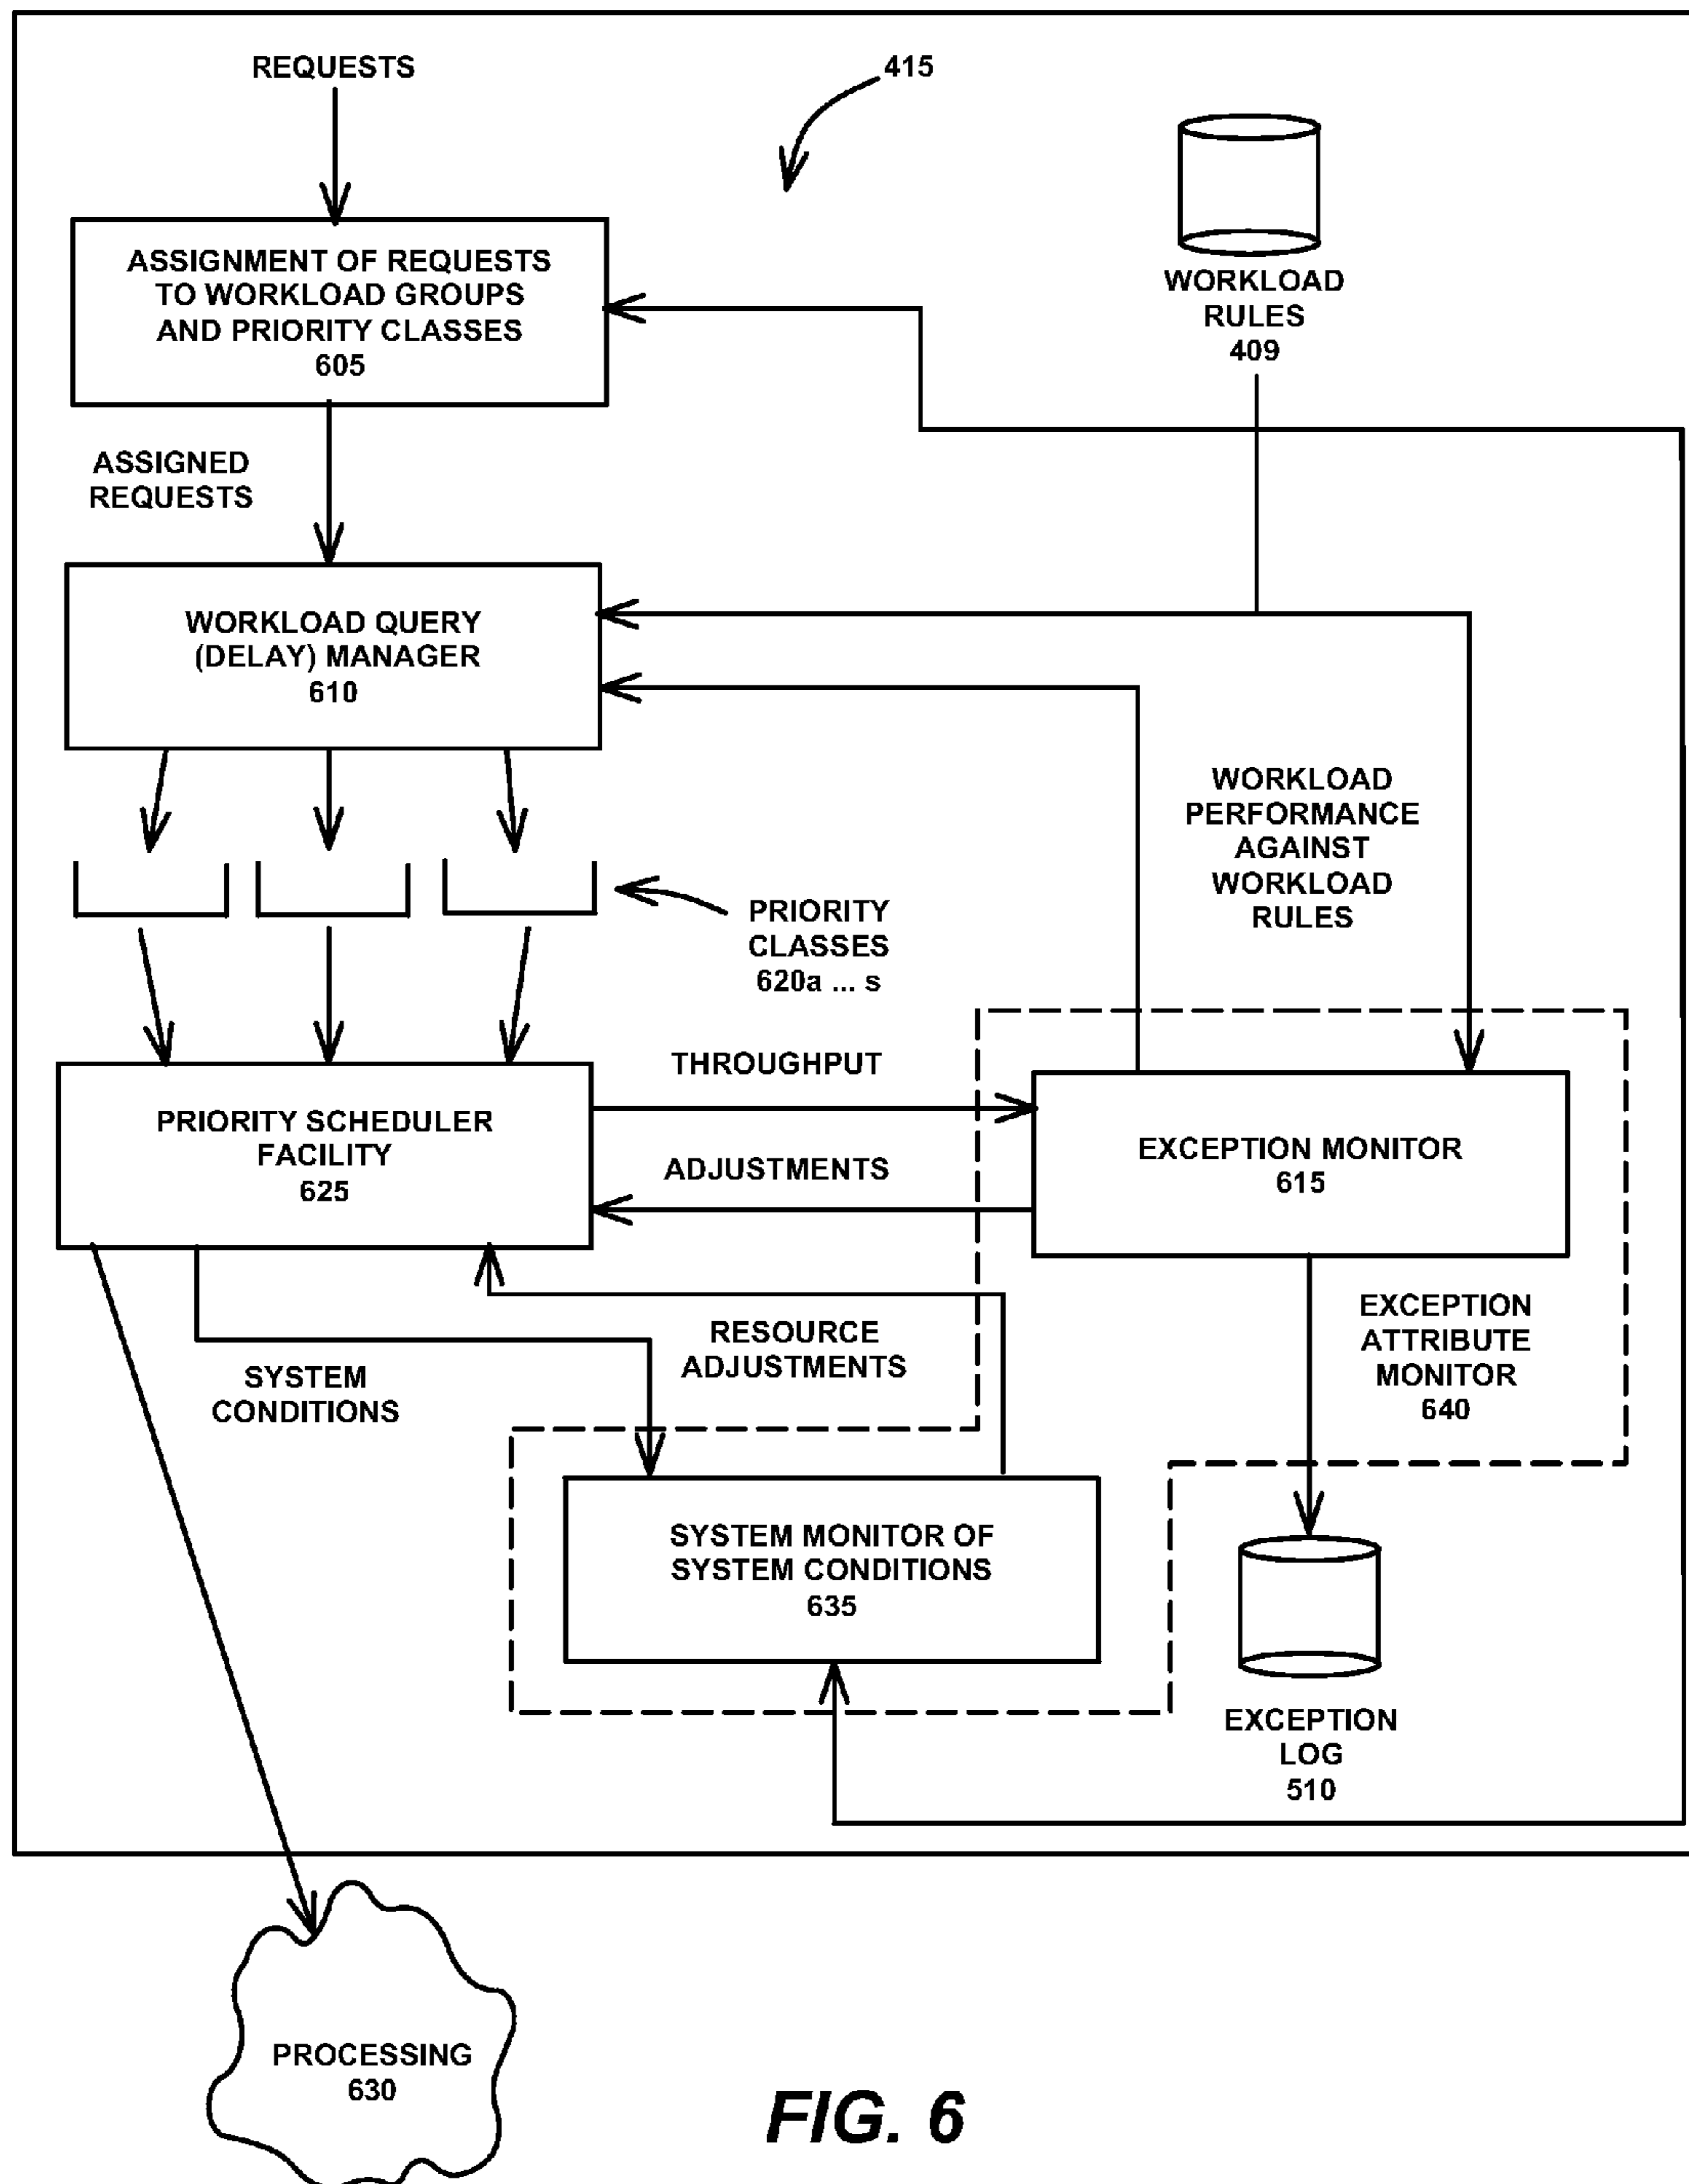 REQUESTS
415
ASSIGNMENT OF REQUESTS
TO WORKLOAD GROUPS
AND PRIORITY CLASSES
605
WORKLOAD
RULES
409
ASSIGNED
REQUESTS
WORKLOAD QUERY
(DELAY) MANAGER
610
WORKLOAD
PERFORMANCE
AGAINST
WORKLOAD
RULES
PRIORITY
CLASSES
620a ... s
THROUGHPUT
PRIORITY SCHEDULER
FACILITY
625
ADJUSTMENTS
EXCEPTION MONITOR
615
EXCEPTION
ATTRIBUTE
MONITOR
640
RESOURCE
ADJUSTMENTS
SYSTEM
CONDITIONS
SYSTEM MONITOR OF
SYSTEM CONDITIONS
635
EXCEPTION
LOG
510
PROCESSING
630
FIG. 6